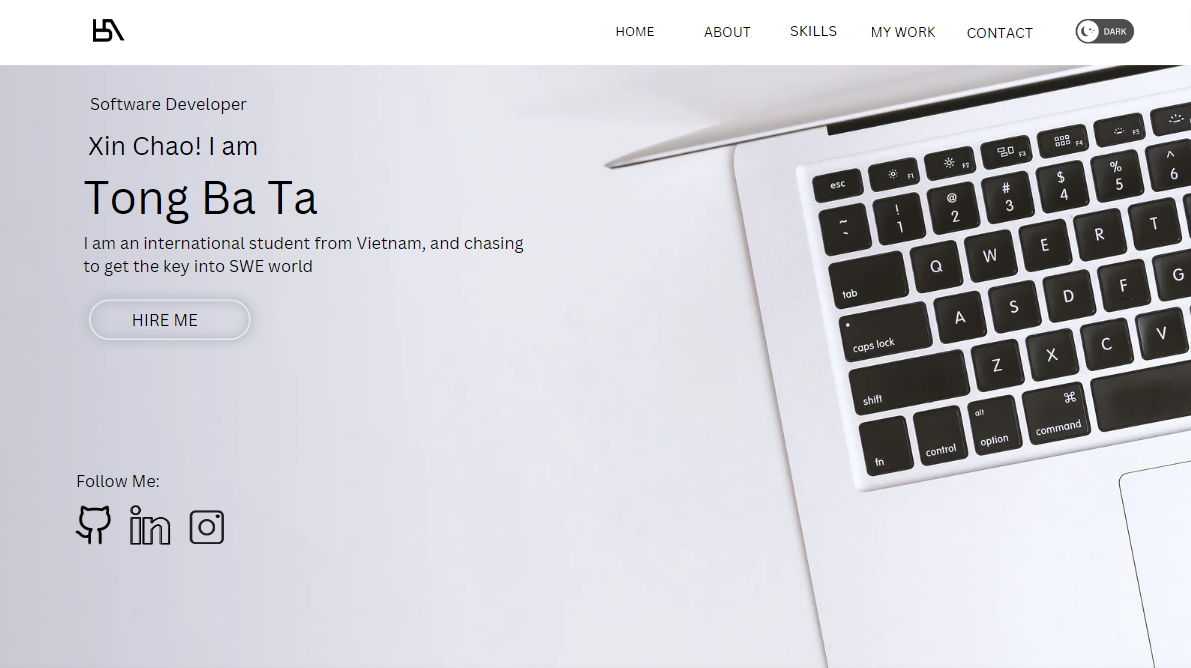 HOME ABOUT SKILLS MY WORK CONTACT DARK
Software Developer
Xin Chao! I am
Tong Ba Ta
I am an international student from Vietnam, and chasing
to get the key into SWE world
HIRE ME
Follow Me:
in
esc F1 F2 F3 F4 F5
~ ` ! 1 @ 2 # 3 $ 4 % 5 ^ 6
tab Q W E R T
caps lock A S D F G
shift Z X C V
fn control alt option ⌘ command